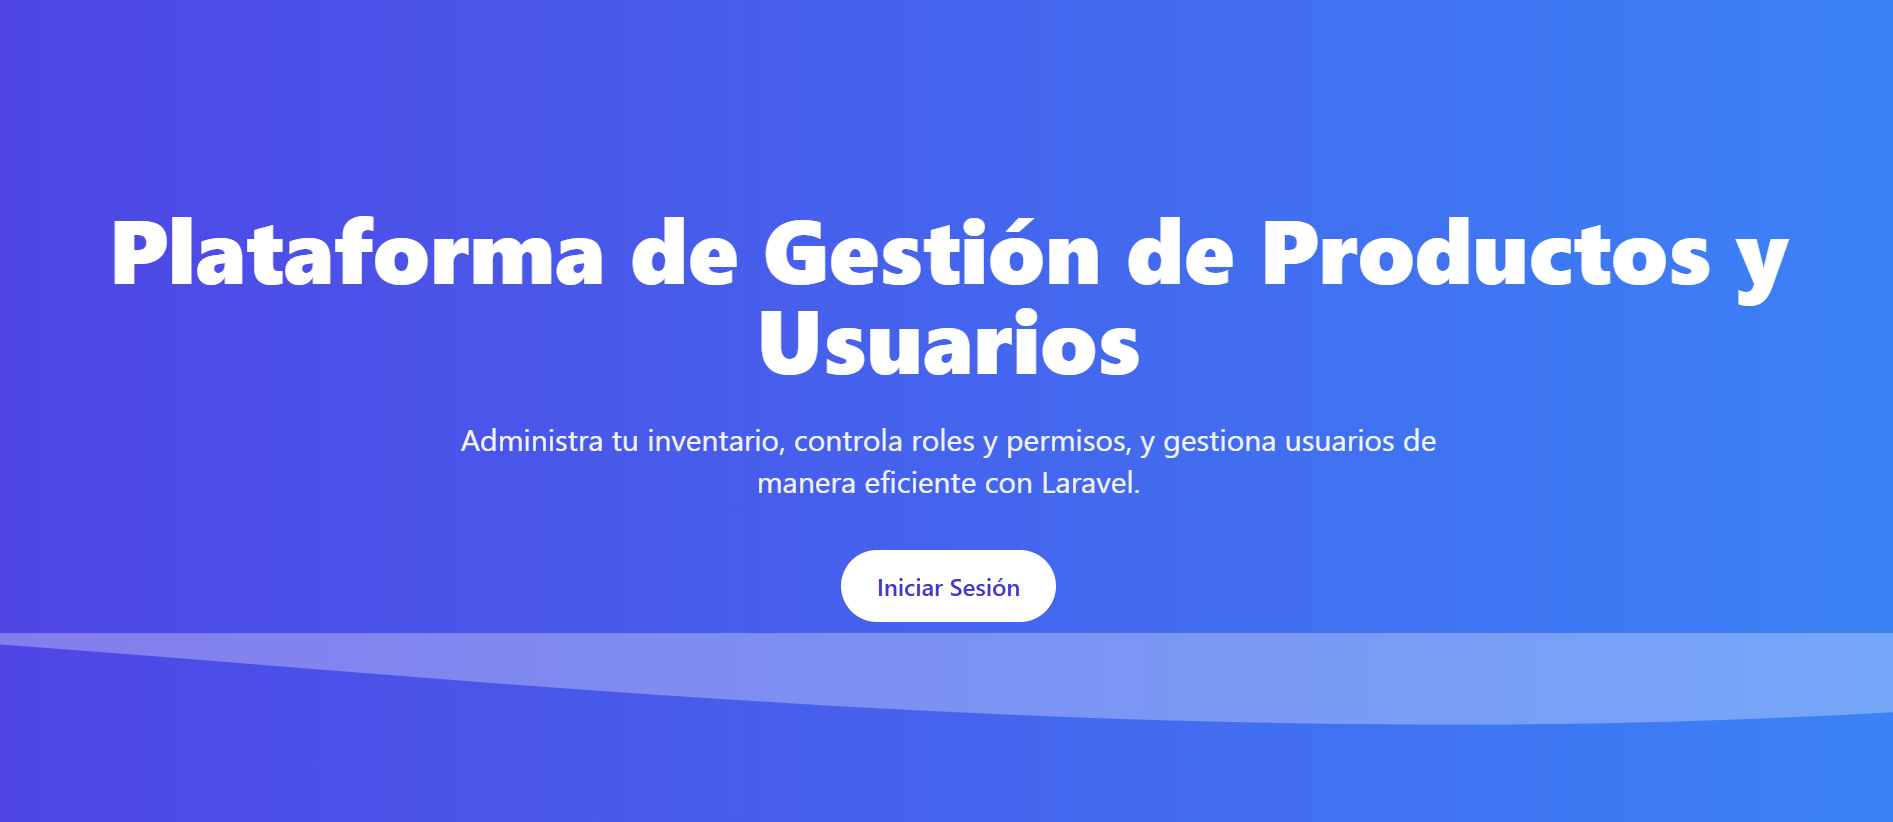 Plataforma de Gestión de Productos y
Usuarios
Administra tu inventario, controla roles y permisos, y gestiona usuarios de
manera eficiente con Laravel.
Iniciar Sesión